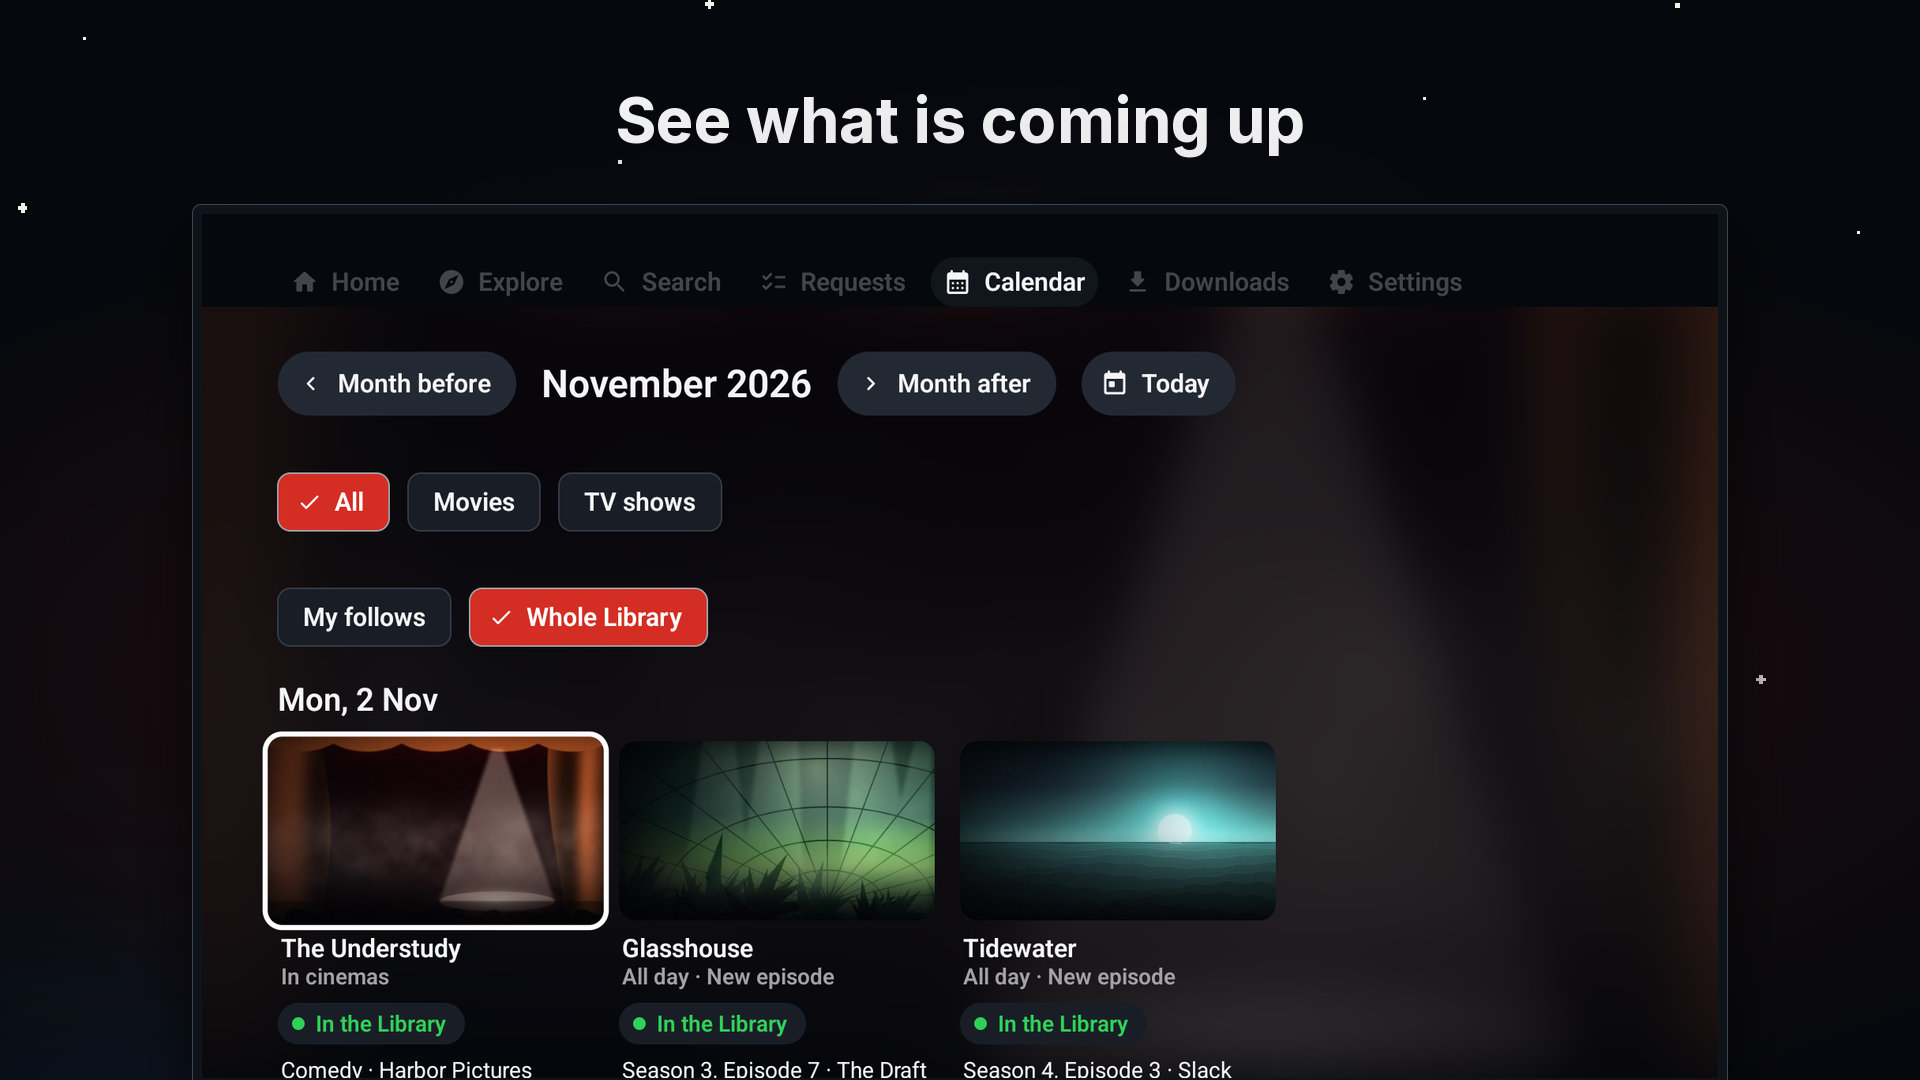 See what is coming up
Home Explore Search Requests Calendar Downloads Settings
Month before November 2026 Month after Today
All Movies TV shows
My follows Whole Library
Mon, 2 Nov
The Understudy Glasshouse Tidewater
In cinemas All day · New episode All day · New episode
In the Library In the Library In the Library
Comedy · Harbor Pictures Season 3, Episode 7 · The Draft Season 4, Episode 3 · Slack